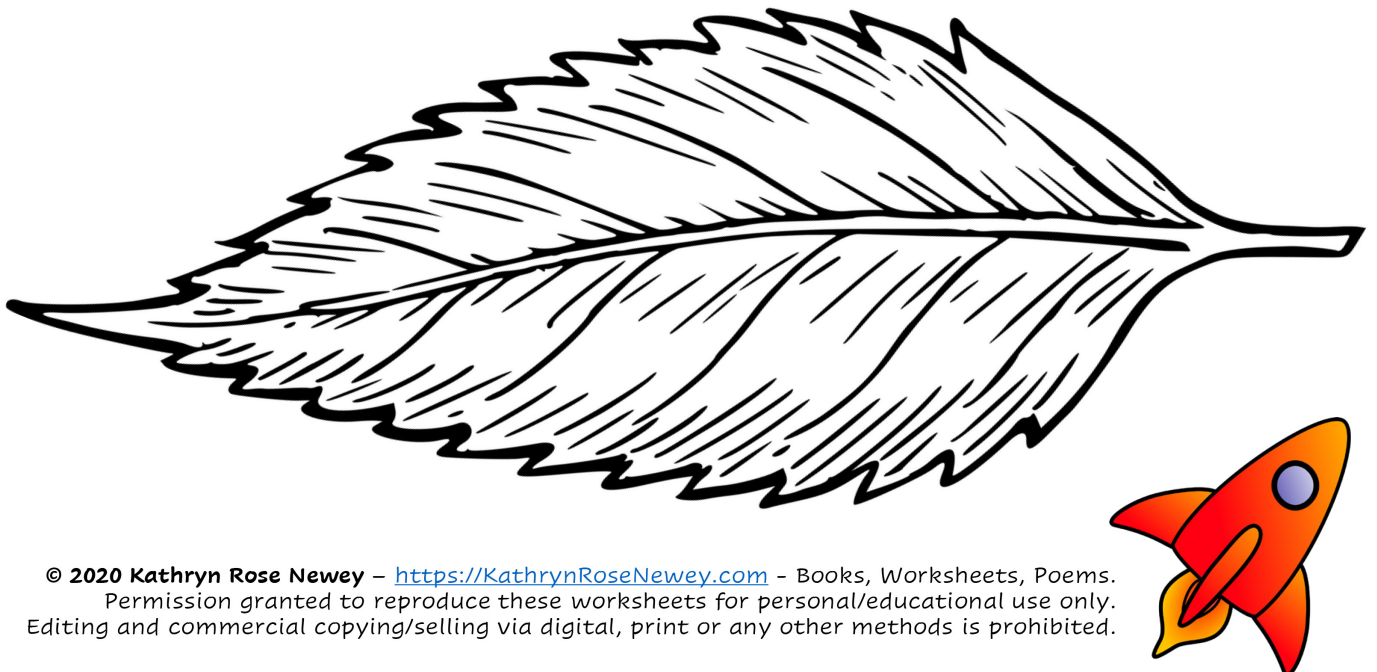 © 2020 Kathryn Rose Newey – https://KathrynRoseNewey.com - Books, Worksheets, Poems.
Permission granted to reproduce these worksheets for personal/educational use only.
Editing and commercial copying/selling via digital, print or any other methods is prohibited.